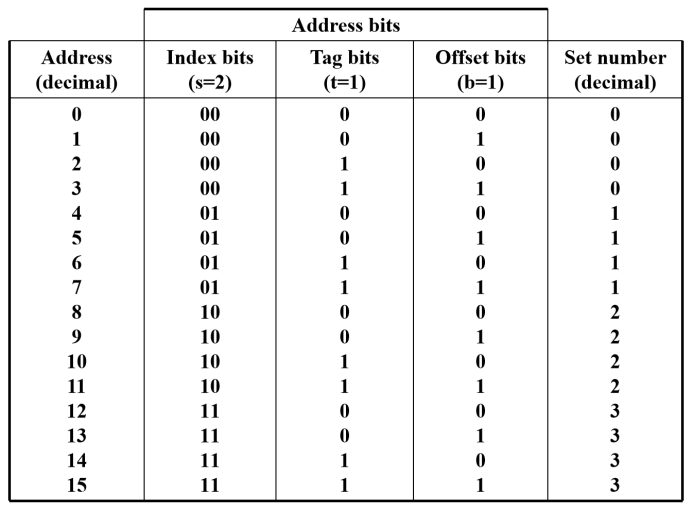 Address bits
Address Index bits Tag bits Offset bits Set number
(decimal) (s=2) (t=1) (b=1) (decimal)
0 00 0 0 0
1 00 0 1 0
2 00 1 0 0
3 00 1 1 0
4 01 0 0 1
5 01 0 1 1
6 01 1 0 1
7 01 1 1 1
8 10 0 0 2
9 10 0 1 2
10 10 1 0 2
11 10 1 1 2
12 11 0 0 3
13 11 0 1 3
14 11 1 0 3
15 11 1 1 3